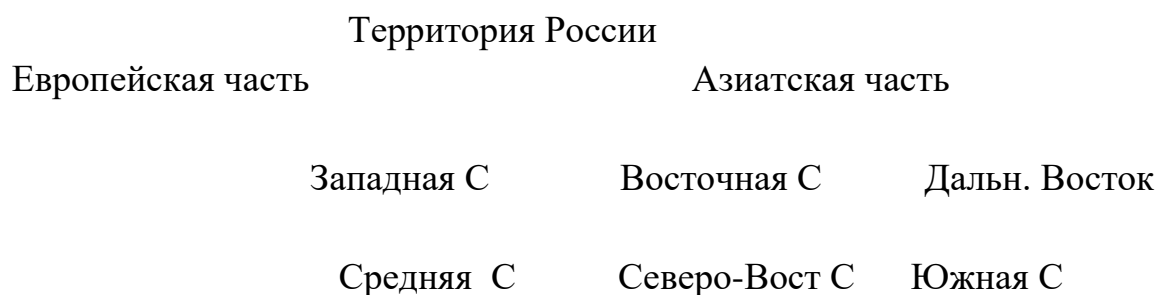 Территория России
Европейская часть Азиатская часть
Западная С Восточная С Дальн. Восток
Средняя С Северо-Вост С Южная С